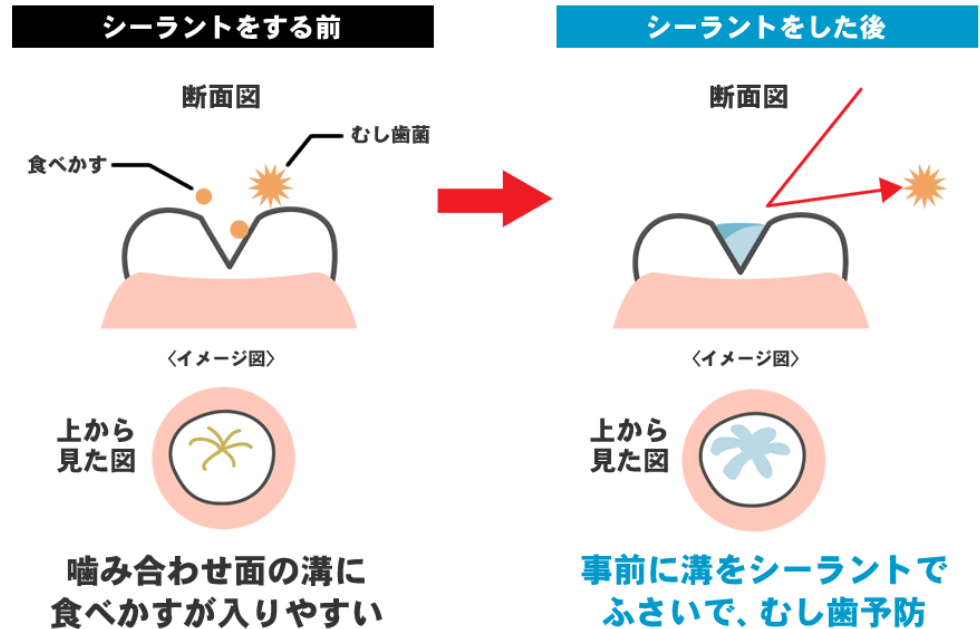 シーラントをする前
断面図
むし歯菌
食べかす
〈イメージ図〉
上から
見た図
噛み合わせ面の溝に
食べかすが入りやすい
シーラントをした後
断面図
〈イメージ図〉
上から
見た図
事前に溝をシーラントで
ふさいで、むし歯予防